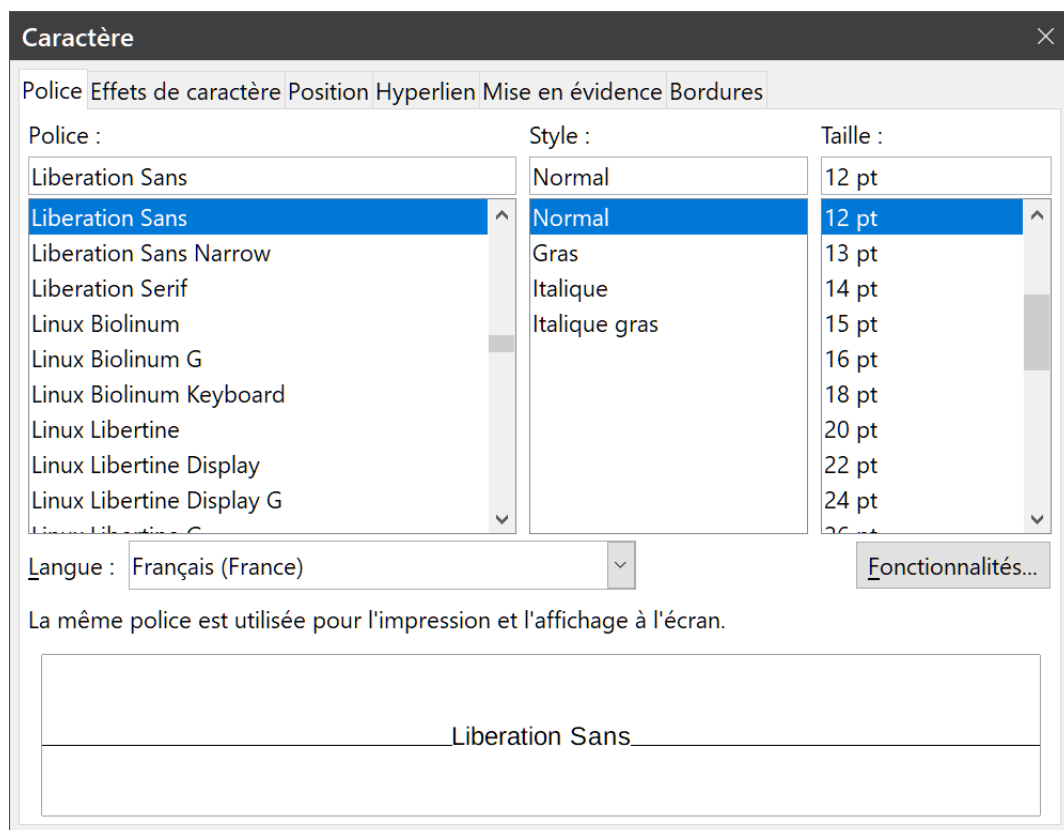 Caractère
Police Effets de caractère Position Hyperlien Mise en évidence Bordures
Police : Style : Taille :
Liberation Sans Normal 12 pt
Liberation Sans Normal 12 pt
Liberation Sans Narrow Gras 13 pt
Liberation Serif Italique 14 pt
Linux Biolinum Italique gras 15 pt
Linux Biolinum G 16 pt
Linux Biolinum Keyboard 18 pt
Linux Libertine 20 pt
Linux Libertine Display 22 pt
Linux Libertine Display G 24 pt
Langue : Français (France) Fonctionnalités...
La même police est utilisée pour l'impression et l'affichage à l'écran.
Liberation Sans